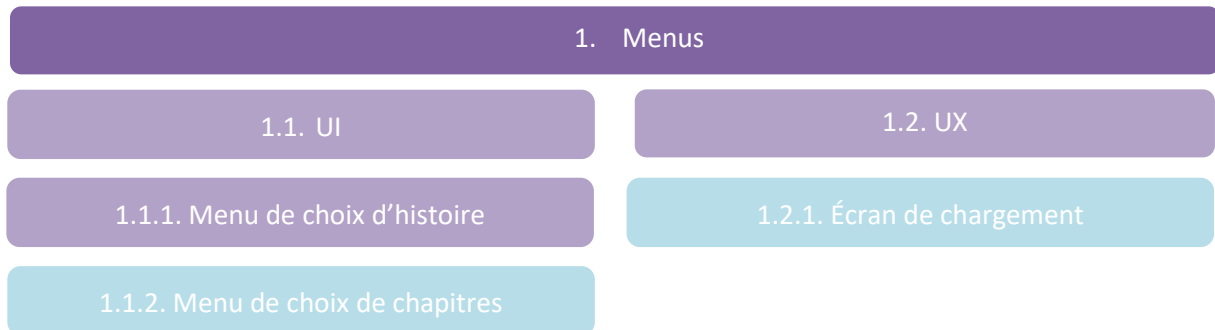 1. Menus
1.1. UI
1.2. UX
1.1.1. Menu de choix d’histoire
1.2.1. Écran de chargement
1.1.2. Menu de choix de chapitres